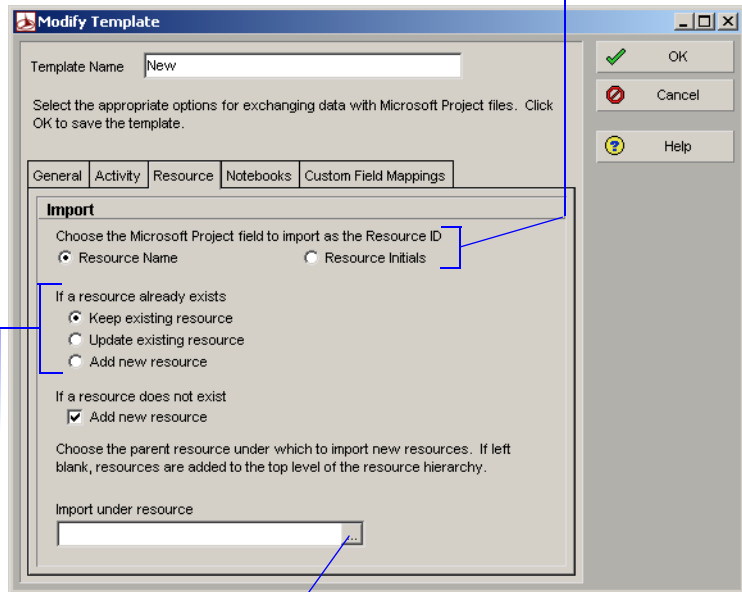 Modify Template
Template Name New
Select the appropriate options for exchanging data with Microsoft Project files. Click
OK to save the template.
OK
Cancel
Help
General Activity Resource Notebooks Custom Field Mappings
Import
Choose the Microsoft Project field to import as the Resource ID
Resource Name Resource Initials
If a resource already exists
Keep existing resource
Update existing resource
Add new resource
If a resource does not exist
Add new resource
Choose the parent resource under which to import new resources. If left
blank, resources are added to the top level of the resource hierarchy.
Import under resource
...